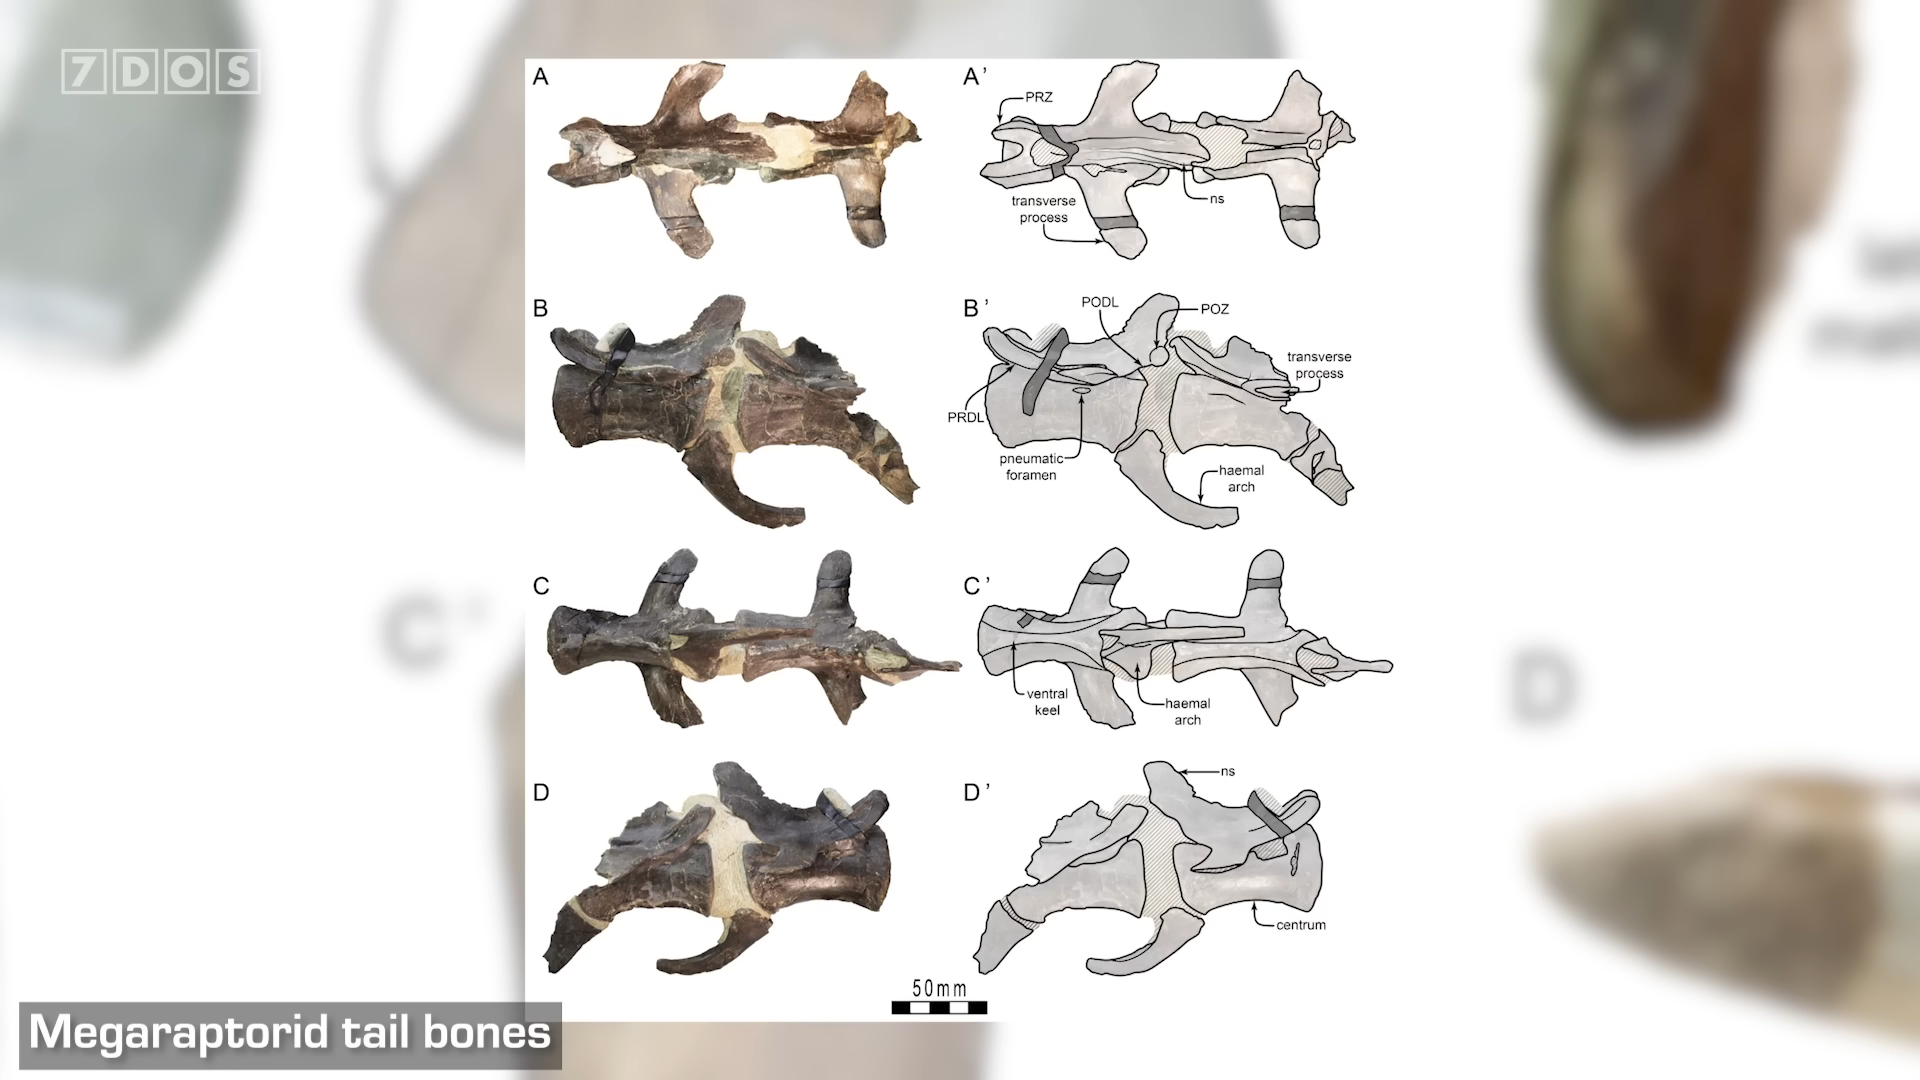 7DOS
A
A'
PRZ
transverse
process
ns
B
B'
PODL
POZ
transverse
process
PRDL
pneumatic
foramen
haemal
arch
C
C'
ventral
keel
haemal
arch
D
D'
ns
centrum
50mm
Megaraptorid tail bones
C'
D